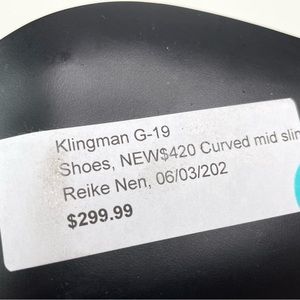 Klingman G-19
Shoes, NEW$420 Curved mid slin
Reike Nen, 06/03/202
$299.99